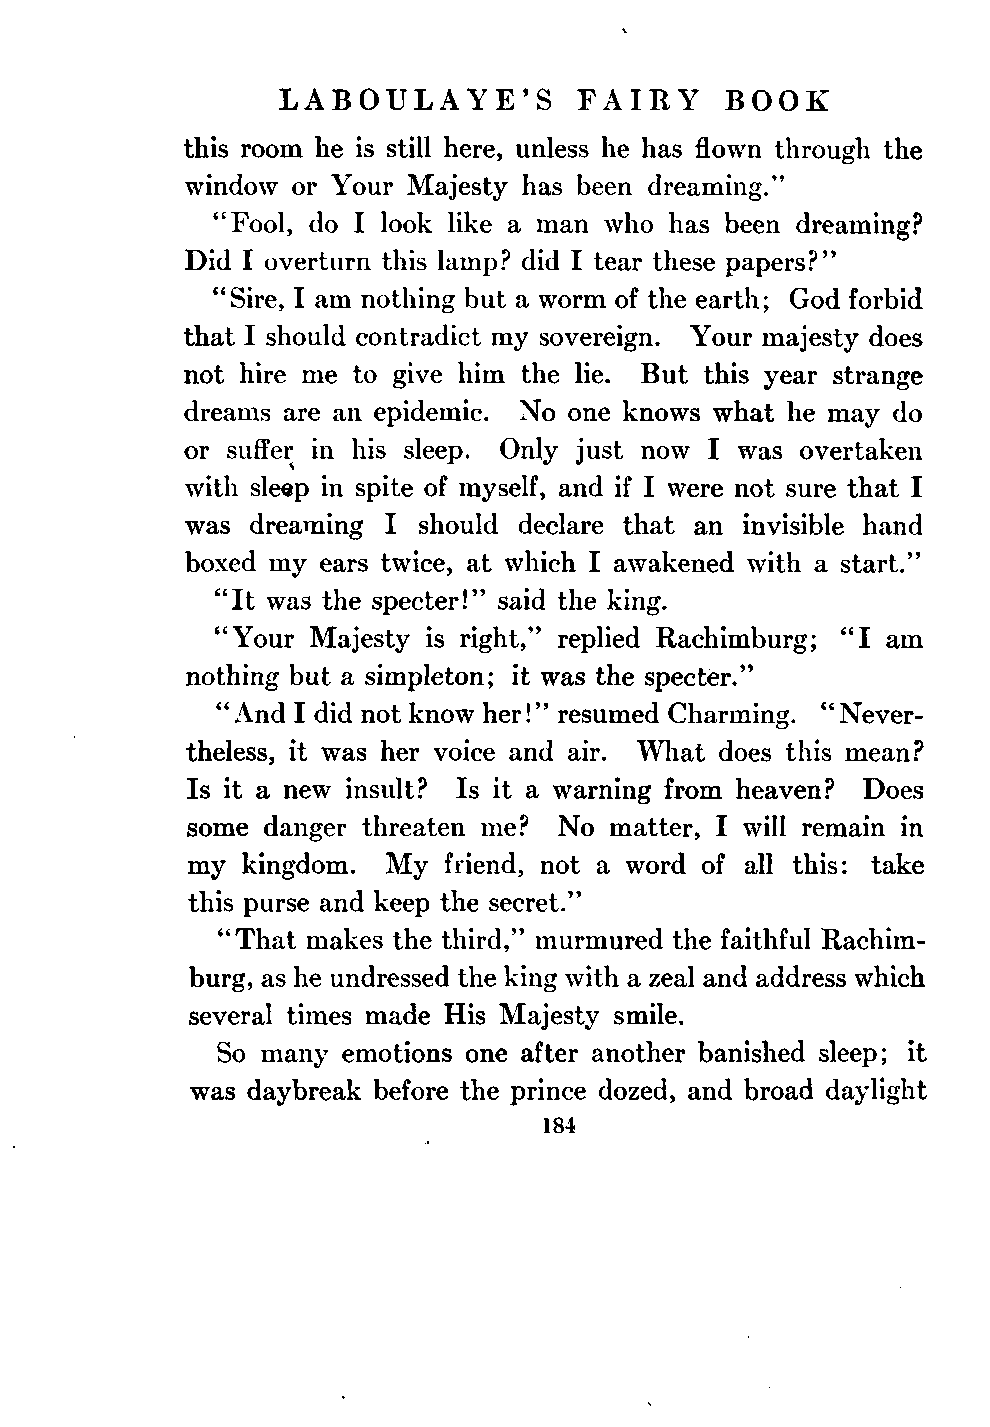 LABOULAYE'S FAIRY BOOK
this room he is still here, unless he has flown through the
window or Your Majesty has been dreaming."
"Fool, do I look like a man who has been dreaming?
Did I overturn this lamp? did I tear these papers?"
"Sire, I am nothing but a worm of the earth; God forbid
that I should contradict my sovereign. Your majesty does
not hire me to give him the lie. But this year strange
dreams are an epidemic. No one knows what he may do
or suffer in his sleep. Only just now I was overtaken
with sleep in spite of myself, and if I were not sure that I
was dreaming I should declare that an invisible hand
boxed my ears twice, at which I awakened with a start."
"It was the specter!" said the king.
"Your Majesty is right," replied Rachimburg; "I am
nothing but a simpleton; it was the specter."
"And I did not know her!" resumed Charming. "Never-
theless, it was her voice and air. What does this mean?
Is it a new insult? Is it a warning from heaven? Does
some danger threaten me? No matter, I will remain in
my kingdom. My friend, not a word of all this: take
this purse and keep the secret."
"That makes the third," murmured the faithful Rachim-
burg, as he undressed the king with a zeal and address which
several times made His Majesty smile.
So many emotions one after another banished sleep; it
was daybreak before the prince dozed, and broad daylight
184